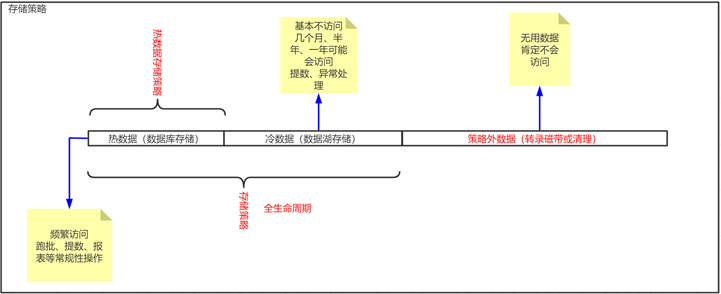 存储策略
基本不访问
几个月、半
年、一年可能
会访问
提数、异常处
理
无用数据
肯定不会
访问
热数据存储策略
热数据（数据库存储）
冷数据（数据湖存储）
策略外数据（转录磁带或清理）
存储策略
全生命周期
频繁访问
跑批、提数、报
表等常规性操作